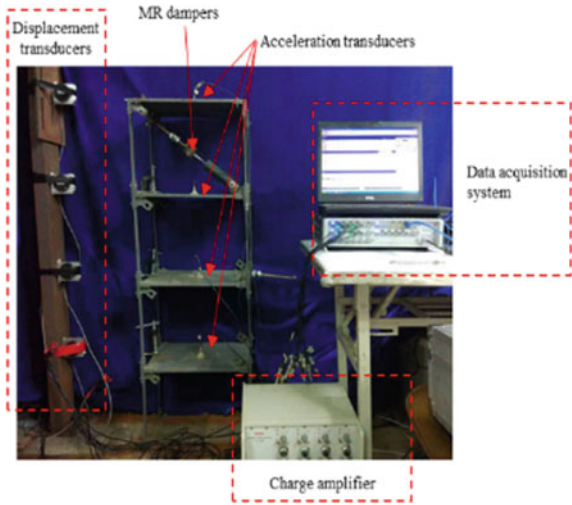 Displacement
transducers
MR dampers
Acceleration transducers
Data acquisition
system
Charge amplifier